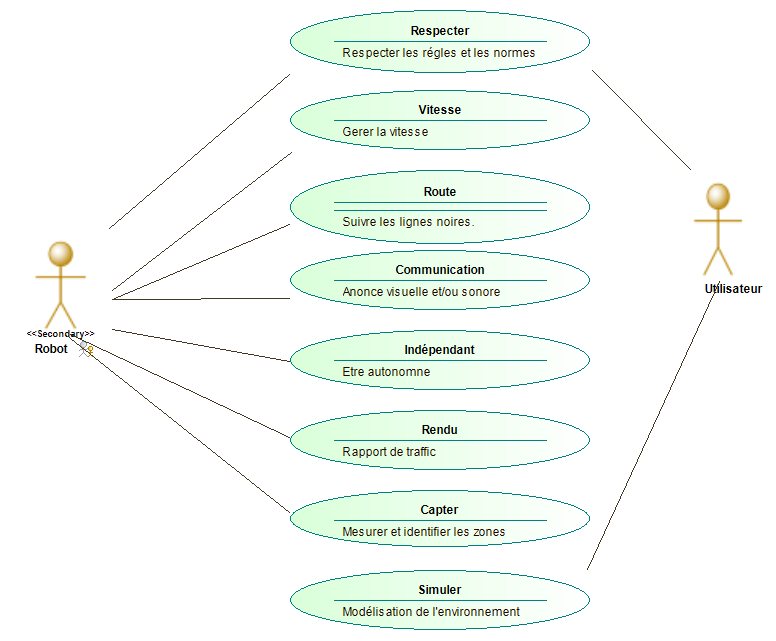 Respecter
Respecter les régles et les normes
Vitesse
Gerer la vitesse
Route
Suivre les lignes noires.
Communication
Anonce visuelle et/ou sonore
Indépendant
Etre autonomne
Rendu
Rapport de traffic
Capter
Mesurer et identifier les zones
Simuler
Modélisation de l'environnement
<<Secondary>>
Robot
Utilisateur